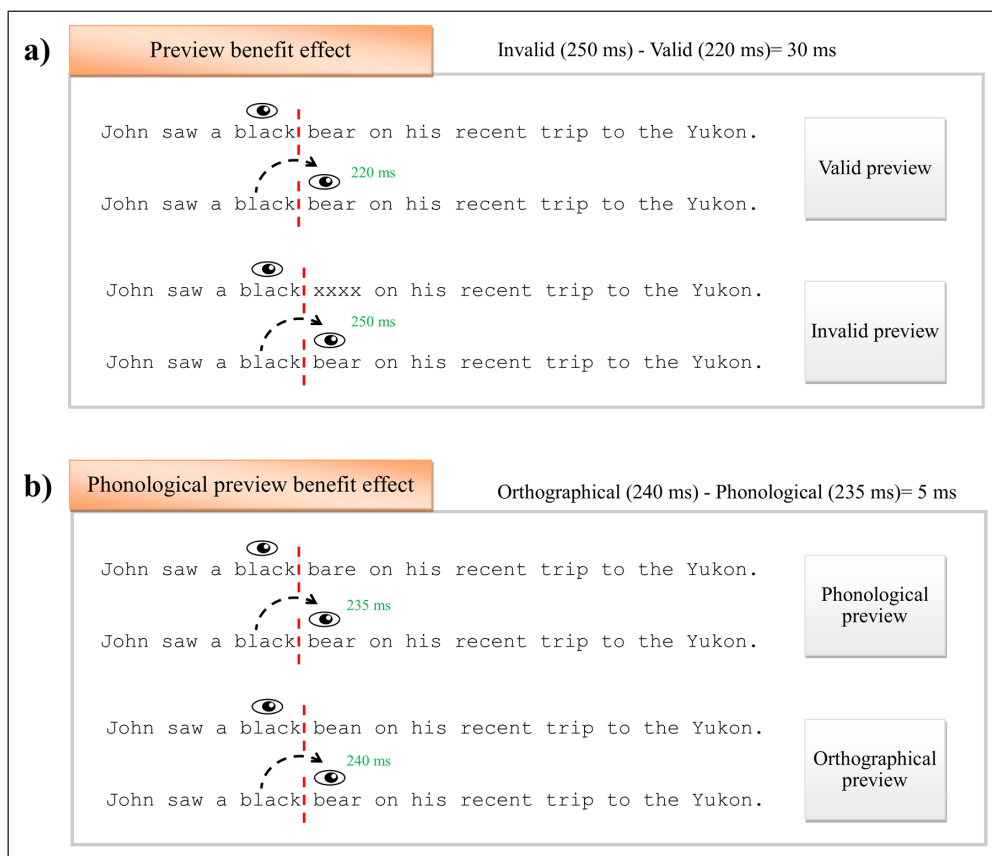 a)
Preview benefit effect
Invalid (250 ms) - Valid (220 ms)= 30 ms
John saw a black bear on his recent trip to the Yukon.
220 ms
John saw a black bear on his recent trip to the Yukon.
Valid preview
John saw a black xxxx on his recent trip to the Yukon.
250 ms
John saw a black bear on his recent trip to the Yukon.
Invalid preview
b)
Phonological preview benefit effect
Orthographical (240 ms) - Phonological (235 ms)= 5 ms
John saw a black bare on his recent trip to the Yukon.
235 ms
John saw a black bear on his recent trip to the Yukon.
Phonological
preview
John saw a black bean on his recent trip to the Yukon.
240 ms
John saw a black bear on his recent trip to the Yukon.
Orthographical
preview